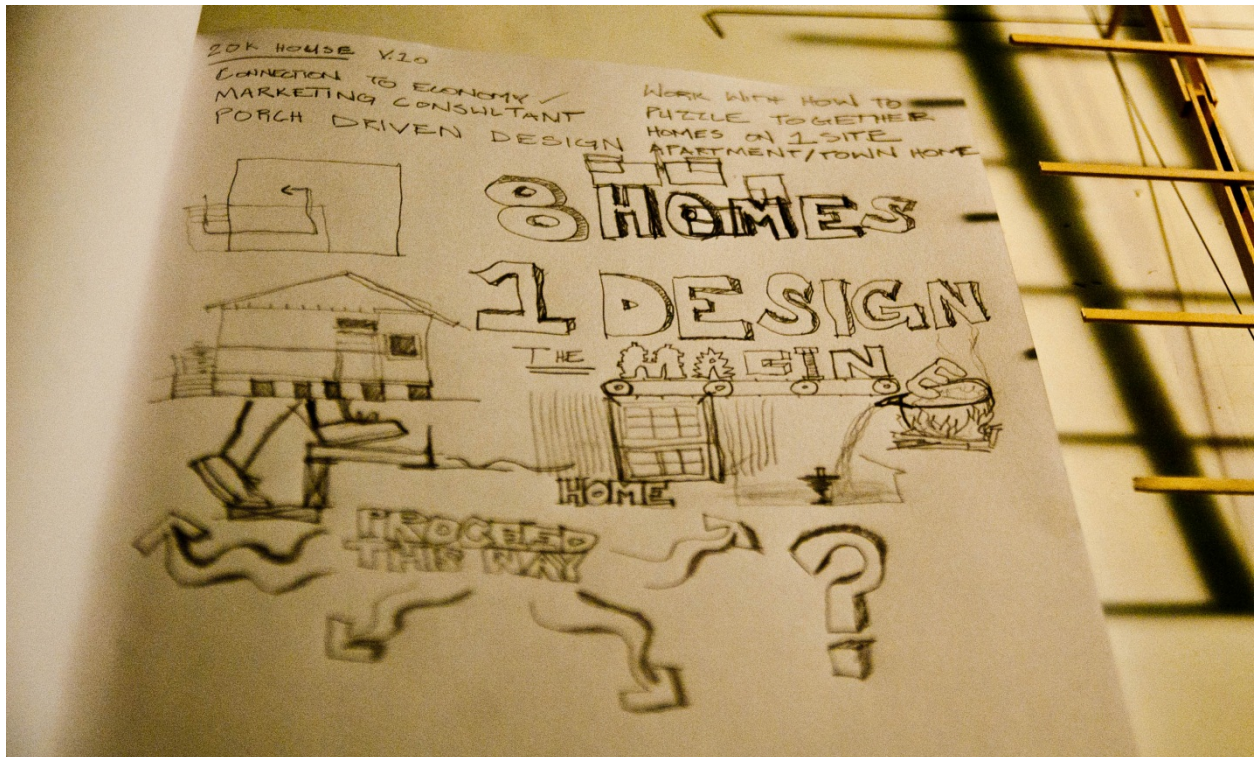 20K HOUSE V.10
CONNECTION TO ECONOMY /
MARKETING CONSULTANT
PORCH DRIVEN DESIGN
WORK WITH HOW TO
PUZZLE TOGETHER
HOMES ON 1 SITE
APARTMENT/TOWN HOME
8 HOMES
1 DESIGN
THE
HOME
PROCEED
THIS WAY
?